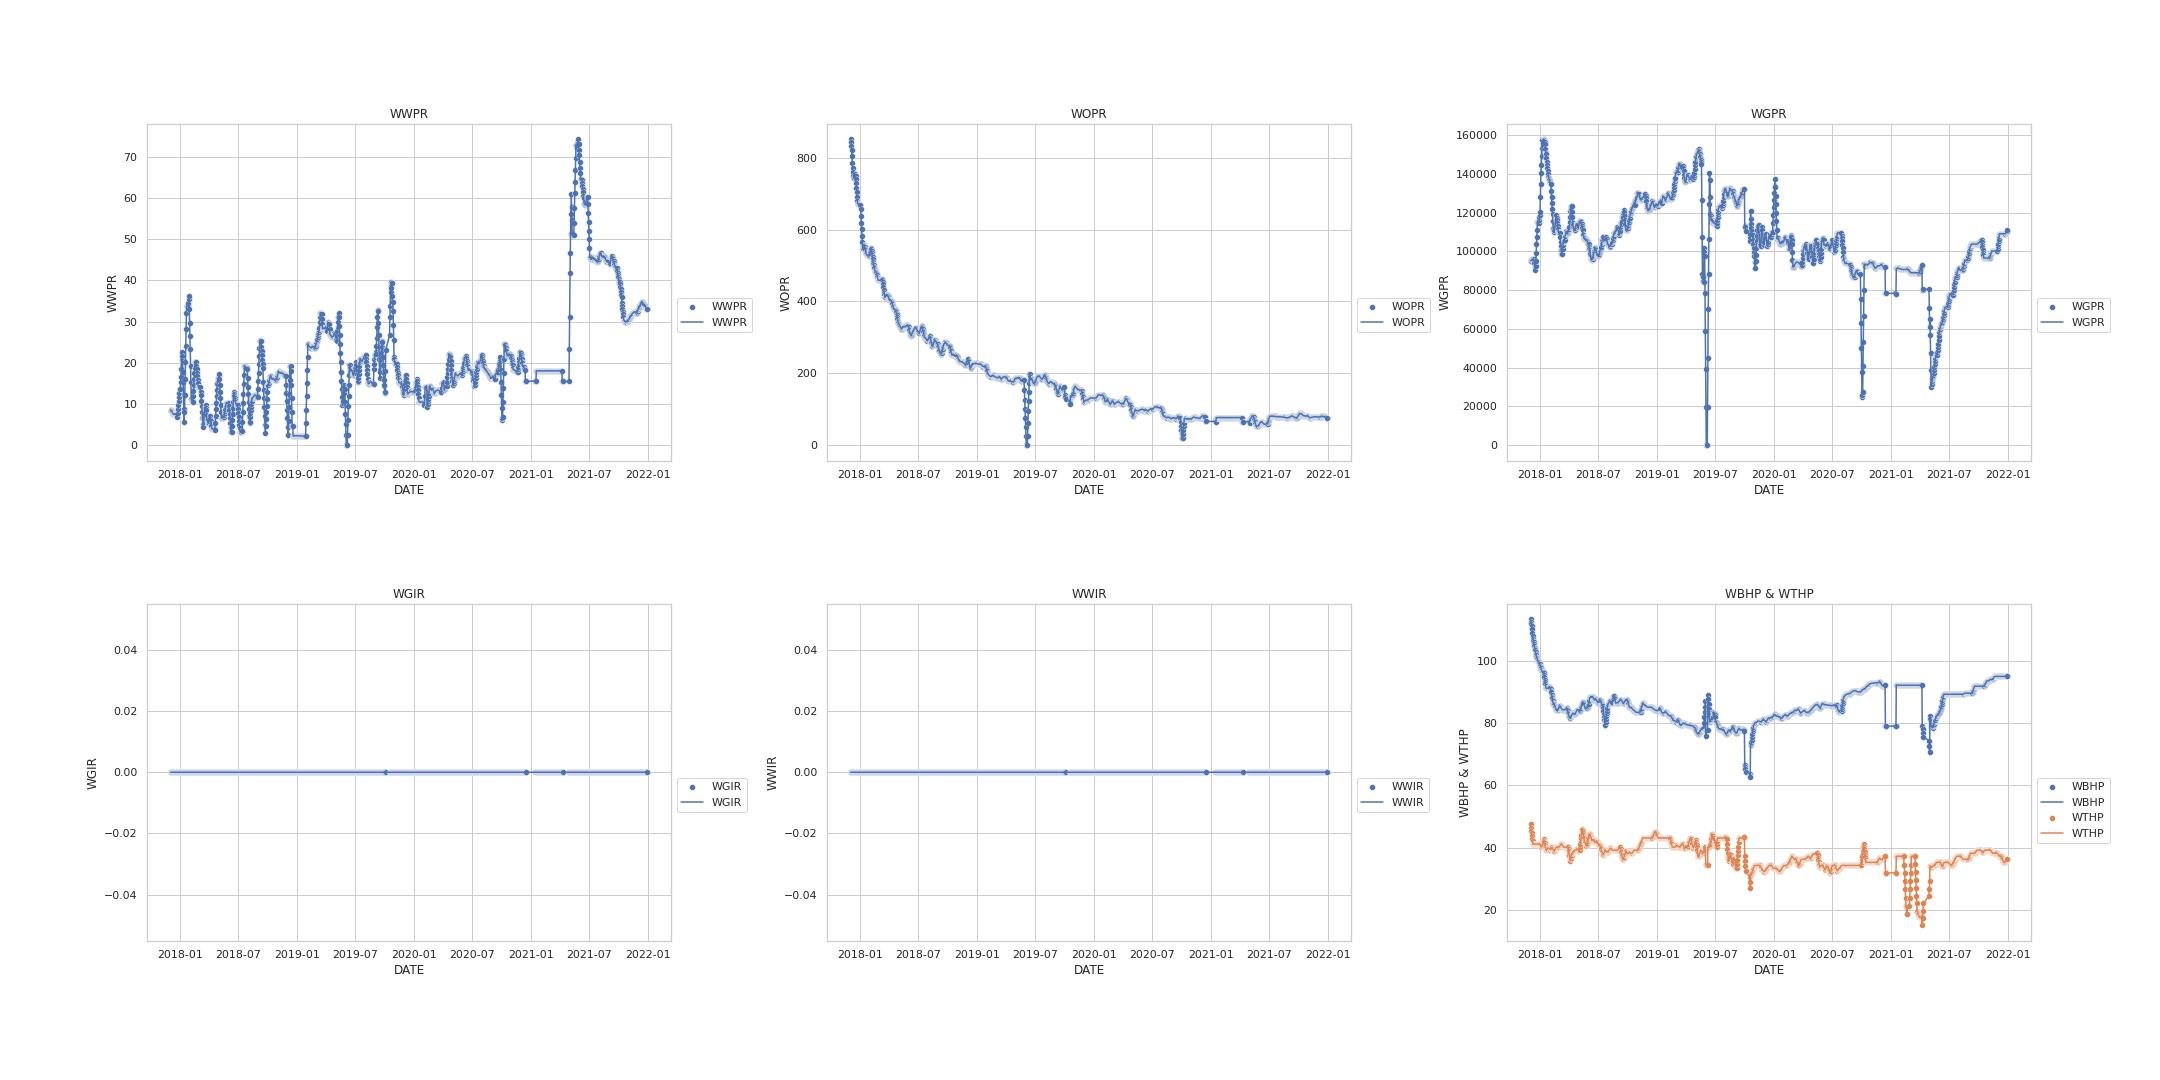 WWPR
WWPR
70
60
50
40
30
20
10
0
2018-01 2018-07 2019-01 2019-07 2020-01 2020-07 2021-01 2021-07 2022-01
DATE
WWPR
WWPR
WOPR
WOPR
800
600
400
200
0
2018-01 2018-07 2019-01 2019-07 2020-01 2020-07 2021-01 2021-07 2022-01
DATE
WOPR
WOPR
WGPR
WGPR
160000
140000
120000
100000
80000
60000
40000
20000
0
2018-01 2018-07 2019-01 2019-07 2020-01 2020-07 2021-01 2021-07 2022-01
DATE
WGPR
WGPR
WGIR
WGIR
0.04
0.02
0.00
−0.02
−0.04
2018-01 2018-07 2019-01 2019-07 2020-01 2020-07 2021-01 2021-07 2022-01
DATE
WGIR
WGIR
WWIR
WWIR
0.04
0.02
0.00
−0.02
−0.04
2018-01 2018-07 2019-01 2019-07 2020-01 2020-07 2021-01 2021-07 2022-01
DATE
WWIR
WWIR
WBHP & WTHP
WBHP & WTHP
100
80
60
40
20
2018-01 2018-07 2019-01 2019-07 2020-01 2020-07 2021-01 2021-07 2022-01
DATE
WBHP
WBHP
WTHP
WTHP